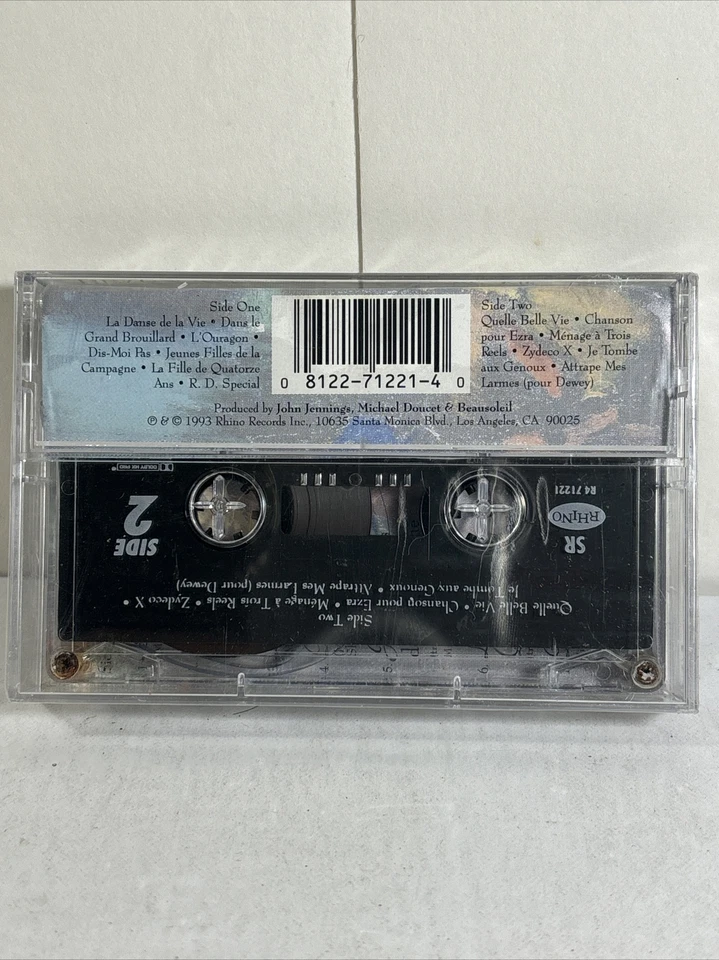 Side One
La Danse de la Vie • Dans le
Grand Brouillard • L'Ouragon •
Dis-Moi Pas • Jeunes Filles de la
Campagne • La Fille de Quatorze
Ans • R. D. Special
0 8122-71221-4 0
Side Two
Quelle Belle Vie • Chanson
pour Ezra • Ménage à Trois
Reels • Zydeco X • Je Tombe
aux Genoux • Attrape Mes
Larmes (pour Dewey)
Produced by John Jennings, Michael Doucet & Beausoleil
℗ & © 1993 Rhino Records Inc., 10635 Santa Monica Blvd., Los Angeles, CA 90025
SR
RHINO
R4 71221
SIDE
2
DOLBY HX PRO
Side Two
Quelle Belle Vie • Chanson pour Ezra • Ménage à Trois Reels • Zydeco X •
Je Tombe aux Genoux • Attrape Mes Larmes (pour Dewey)